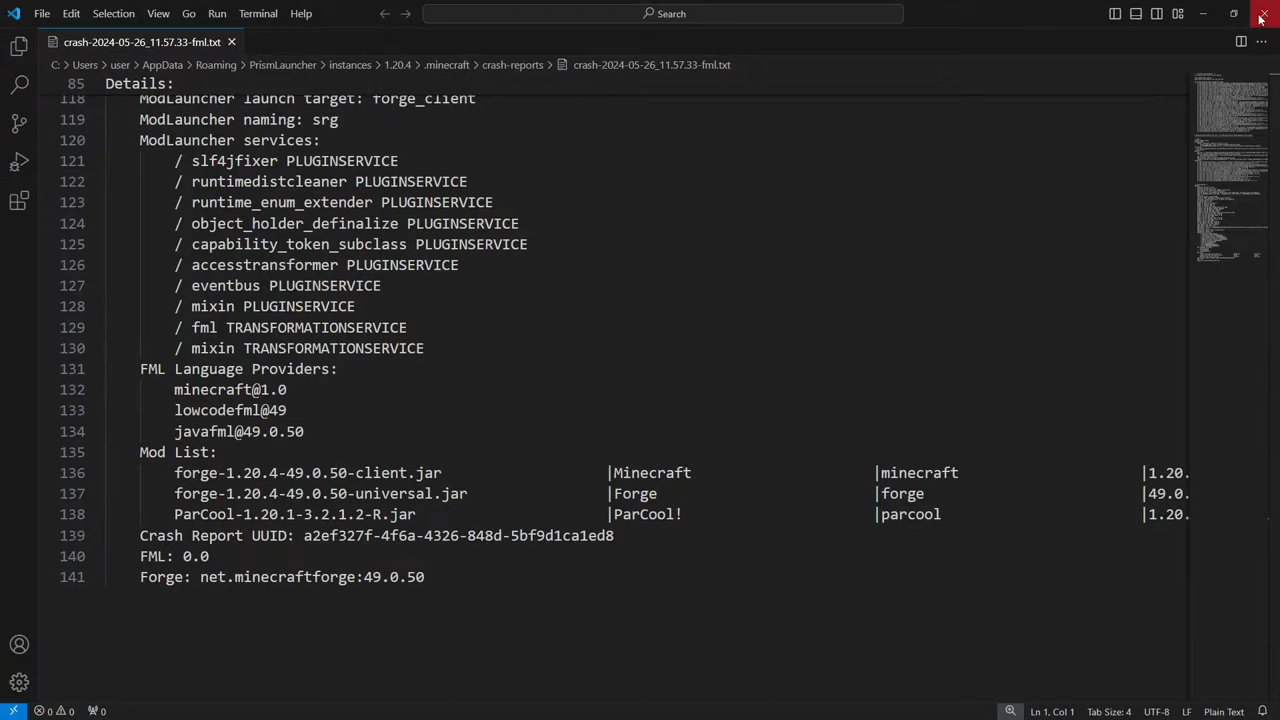 File Edit Selection View Go Run Terminal Help Search
crash-2024-05-26_11.57.33-fml.txt
C: > Users > user > AppData > Roaming > PrismLauncher > instances > 1.20.4 > .minecraft > crash-reports > crash-2024-05-26_11.57.33-fml.txt
85 Details:
118 ModLauncher launch target: forge_client
119 ModLauncher naming: srg
120 ModLauncher services:
121 / slf4jfixer PLUGINSERVICE
122 / runtimedistcleaner PLUGINSERVICE
123 / runtime_enum_extender PLUGINSERVICE
124 / object_holder_definalize PLUGINSERVICE
125 / capability_token_subclass PLUGINSERVICE
126 / accesstransformer PLUGINSERVICE
127 / eventbus PLUGINSERVICE
128 / mixin PLUGINSERVICE
129 / fml TRANSFORMATIONSERVICE
130 / mixin TRANSFORMATIONSERVICE
131 FML Language Providers:
132 minecraft@1.0
133 lowcodefml@49
134 javafml@49.0.50
135 Mod List:
136 forge-1.20.4-49.0.50-client.jar |Minecraft |minecraft |1.20.
137 forge-1.20.4-49.0.50-universal.jar |Forge |forge |49.0.
138 ParCool-1.20.1-3.2.1.2-R.jar |ParCool! |parcool |1.20.
139 Crash Report UUID: a2ef327f-4f6a-4326-848d-5bf9d1ca1ed8
140 FML: 0.0
141 Forge: net.minecraftforge:49.0.50
0 0 0 Ln 1, Col 1 Tab Size: 4 UTF-8 LF Plain Text